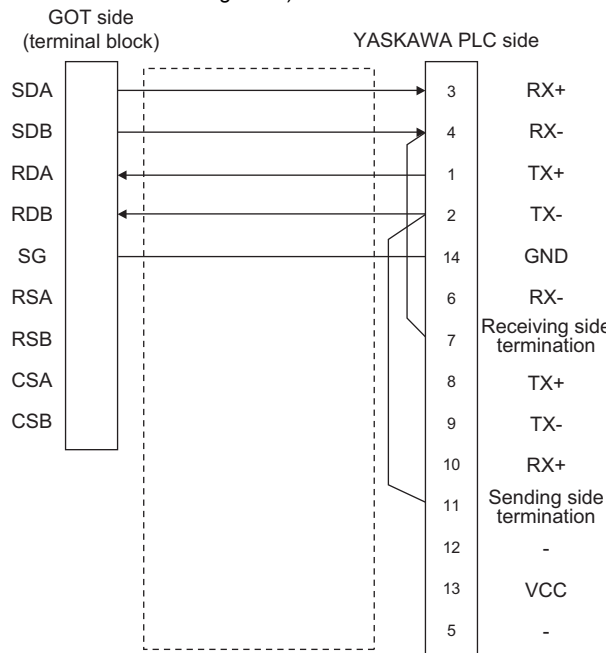 GOT side
(terminal block)
YASKAWA PLC side
SDA 3 RX+
SDB 4 RX-
RDA 1 TX+
RDB 2 TX-
SG 14 GND
RSA 6 RX-
RSB 7 Receiving side
termination
CSA 8 TX+
CSB 9 TX-
10 RX+
11 Sending side
termination
12 -
13 VCC
5 -